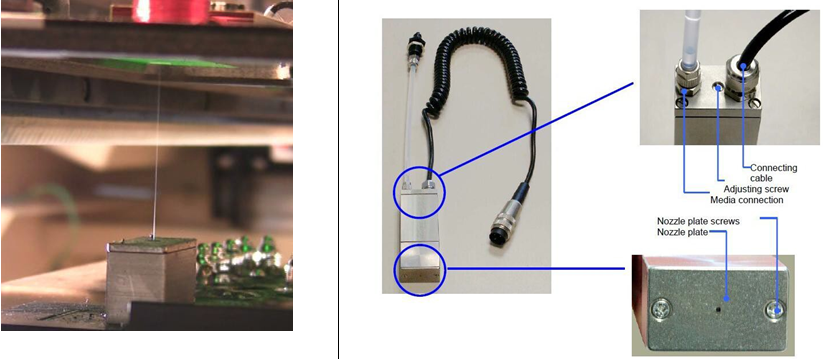 Connecting
cable
Adjusting screw
Media connection
Nozzle plate screws
Nozzle plate